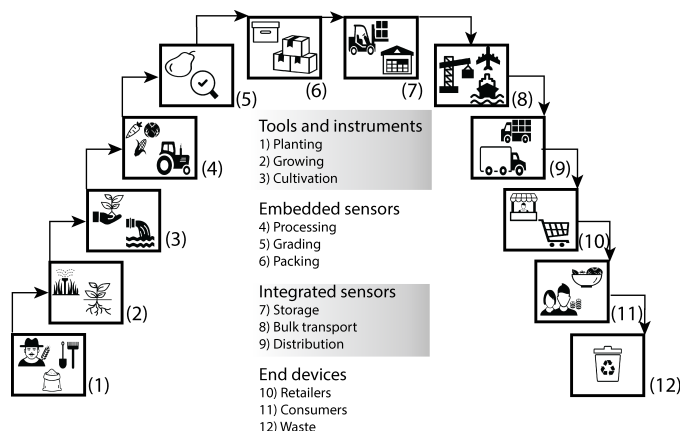 (5)
(6)
(7)
(8)
(4)
(9)
(3)
(10)
(2)
(11)
(1)
(12)
Tools and instruments
1) Planting
2) Growing
3) Cultivation
Embedded sensors
4) Processing
5) Grading
6) Packing
Integrated sensors
7) Storage
8) Bulk transport
9) Distribution
End devices
10) Retailers
11) Consumers
12) Waste